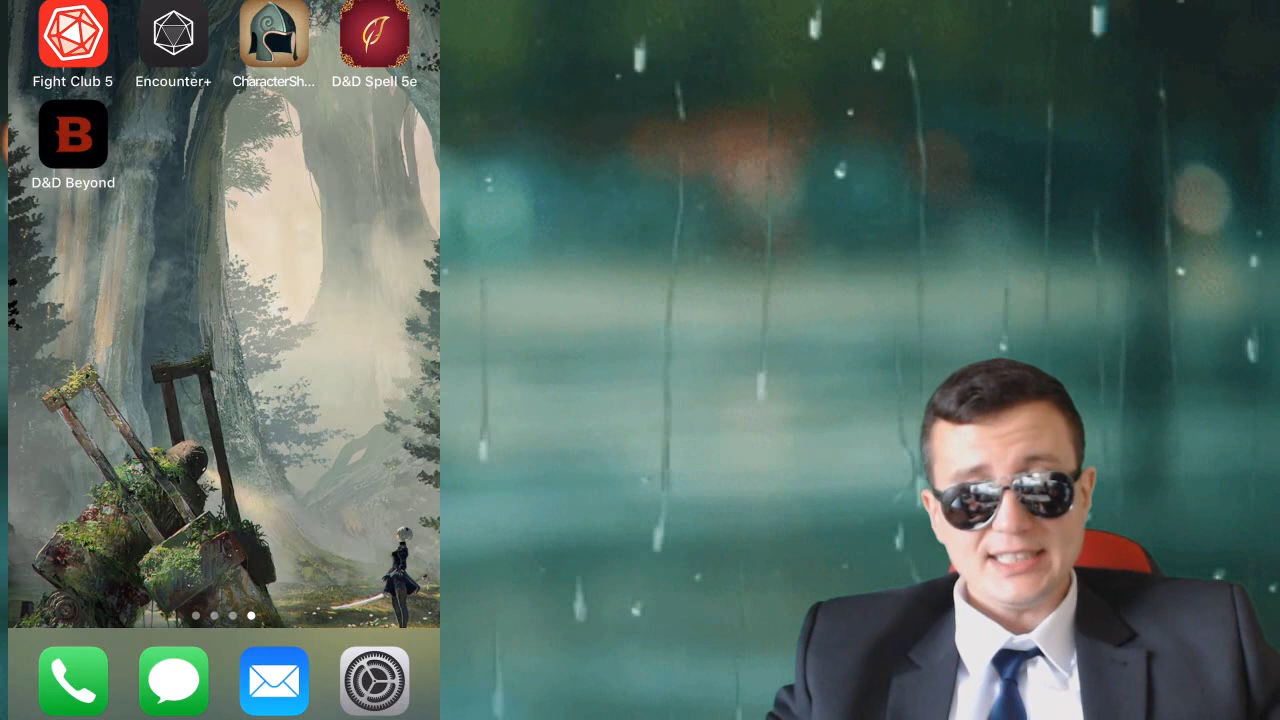 Fight Club 5
Encounter+
CharacterSh...
D&D Spell 5e
B
D&D Beyond